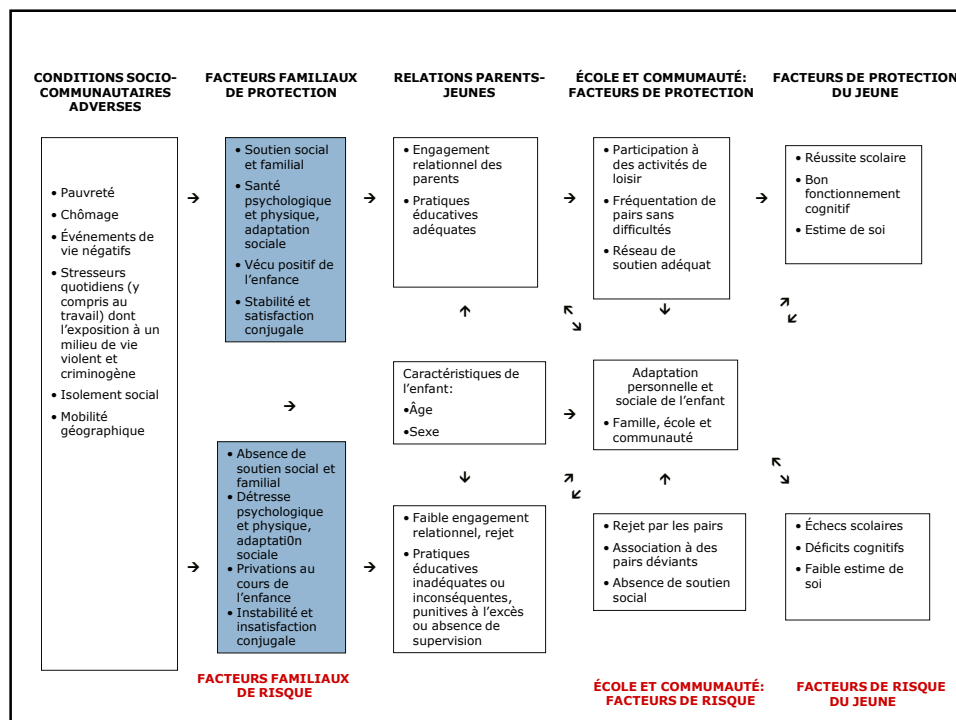 CONDITIONS SOCIO-
COMMUNAUTAIRES
ADVERSES
FACTEURS FAMILIAUX
DE PROTECTION
RELATIONS PARENTS-
JEUNES
ÉCOLE ET COMMUMAUTÉ:
FACTEURS DE PROTECTION
FACTEURS DE PROTECTION
DU JEUNE
• Pauvreté
• Chômage
• Événements de
vie négatifs
• Stresseurs
quotidiens (y
compris au
travail) dont
l'exposition à un
milieu de vie
violent et
criminogène
• Isolement social
• Mobilité
géographique
• Soutien social
et familial
• Santé
psychologique
et physique,
adaptation
sociale
• Vécu positif de
l'enfance
• Stabilité et
satisfaction
conjugale
• Engagement
relationnel des
parents
• Pratiques
éducatives
adéquates
• Participation à
des activités de
loisir
• Fréquentation de
pairs sans
difficultés
• Réseau de
soutien adéquat
• Réussite scolaire
• Bon
fonctionnement
cognitif
• Estime de soi
Caractéristiques de
l'enfant:
•Âge
•Sexe
Adaptation
personnelle et
sociale de l'enfant
• Famille, école et
communauté
• Absence de
soutien social et
familial
• Détresse
psychologique
et physique,
adaptati0n
sociale
• Privations au
cours de
l'enfance
• Instabilité et
insatisfaction
conjugale
• Faible engagement
relationnel, rejet
• Pratiques
éducatives
inadéquates ou
inconséquentes,
punitives à l'excès
ou absence de
supervision
• Rejet par les pairs
• Association à des
pairs déviants
• Absence de soutien
social
• Échecs scolaires
• Déficits cognitifs
• Faible estime de
soi
FACTEURS FAMILIAUX
DE RISQUE
ÉCOLE ET COMMUMAUTÉ:
FACTEURS DE RISQUE
FACTEURS DE RISQUE
DU JEUNE